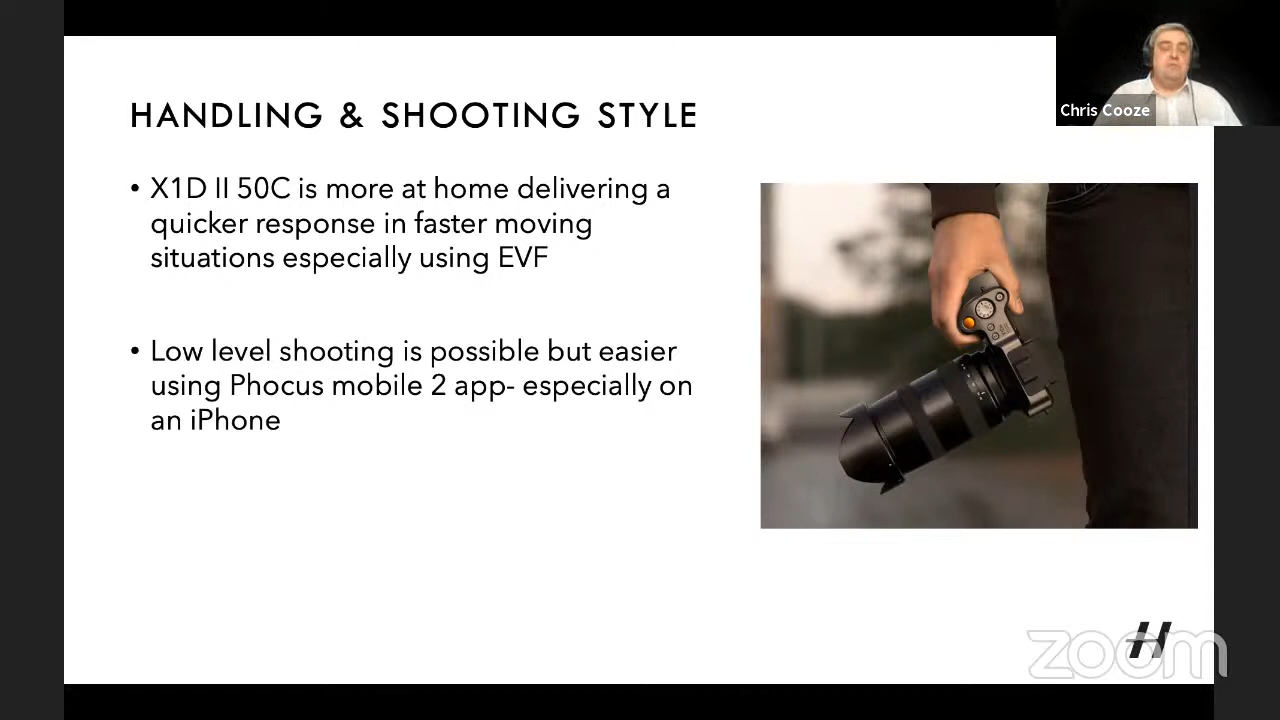 Chris Cooze
HANDLING & SHOOTING STYLE
• X1D II 50C is more at home delivering a
quicker response in faster moving
situations especially using EVF
• Low level shooting is possible but easier
using Phocus mobile 2 app- especially on
an iPhone
H
zoom